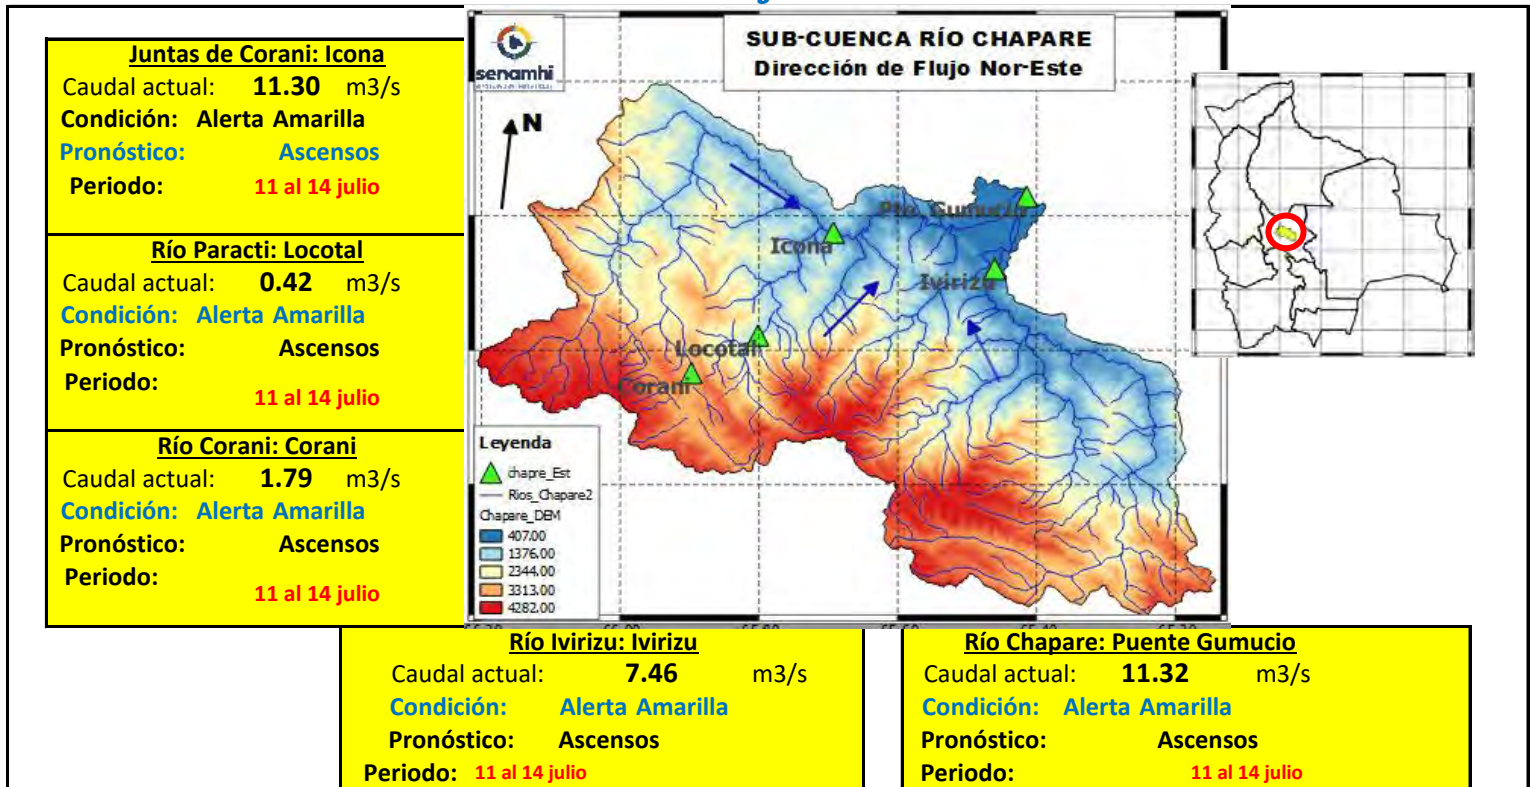 Juntas de Corani: Icona
Caudal actual: 11.30 m3/s
Condición: Alerta Amarilla
Pronóstico: Ascensos
Periodo: 11 al 14 julio
Río Paracti: Locotal
Caudal actual: 0.42 m3/s
Condición: Alerta Amarilla
Pronóstico: Ascensos
Periodo:
11 al 14 julio
Río Corani: Corani
Caudal actual: 1.79 m3/s
Condición: Alerta Amarilla
Pronóstico: Ascensos
Periodo:
11 al 14 julio
senamhi
SUB-CUENCA RÍO CHAPARE
Dirección de Flujo Nor-Este
N
Pto. Gumucio
Icona
Ivirizu
Locotal
Corani
Leyenda
chapre_Est
Rios_Chapare2
Chapare_DEM
407.00
1376.00
2344.00
3313.00
4282.00
Río Ivirizu: Ivirizu
Caudal actual: 7.46 m3/s
Condición: Alerta Amarilla
Pronóstico: Ascensos
Periodo: 11 al 14 julio
Río Chapare: Puente Gumucio
Caudal actual: 11.32 m3/s
Condición: Alerta Amarilla
Pronóstico: Ascensos
Periodo: 11 al 14 julio